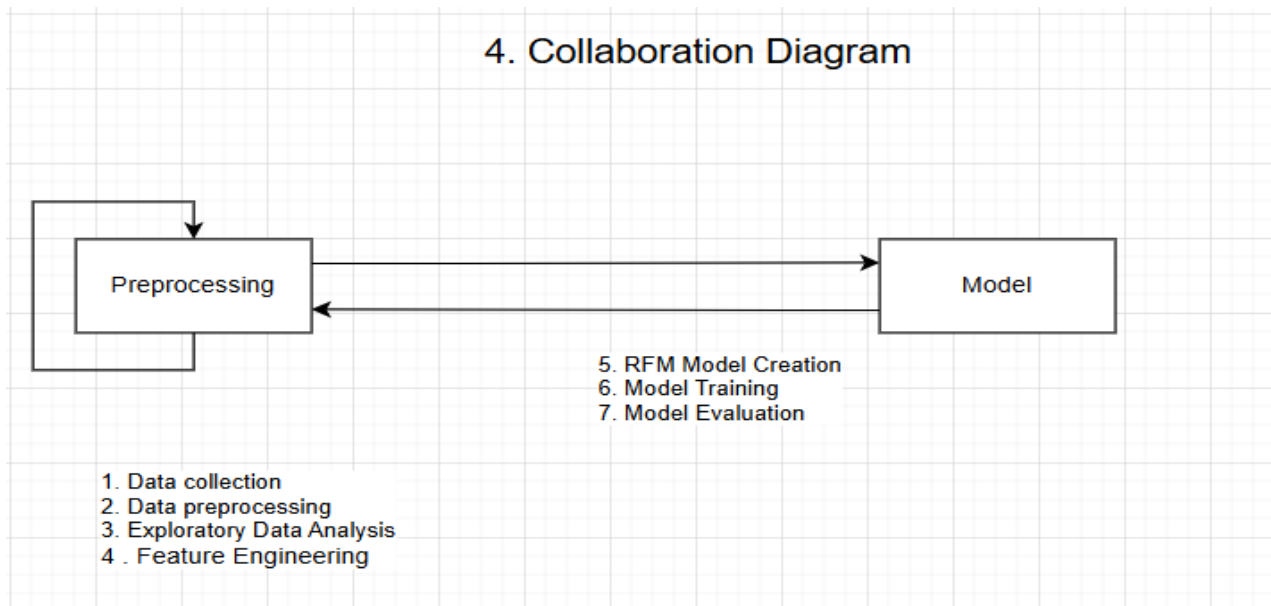 4. Collaboration Diagram
Preprocessing
Model
5. RFM Model Creation
6. Model Training
7. Model Evaluation
1. Data collection
2. Data preprocessing
3. Exploratory Data Analysis
4 . Feature Engineering